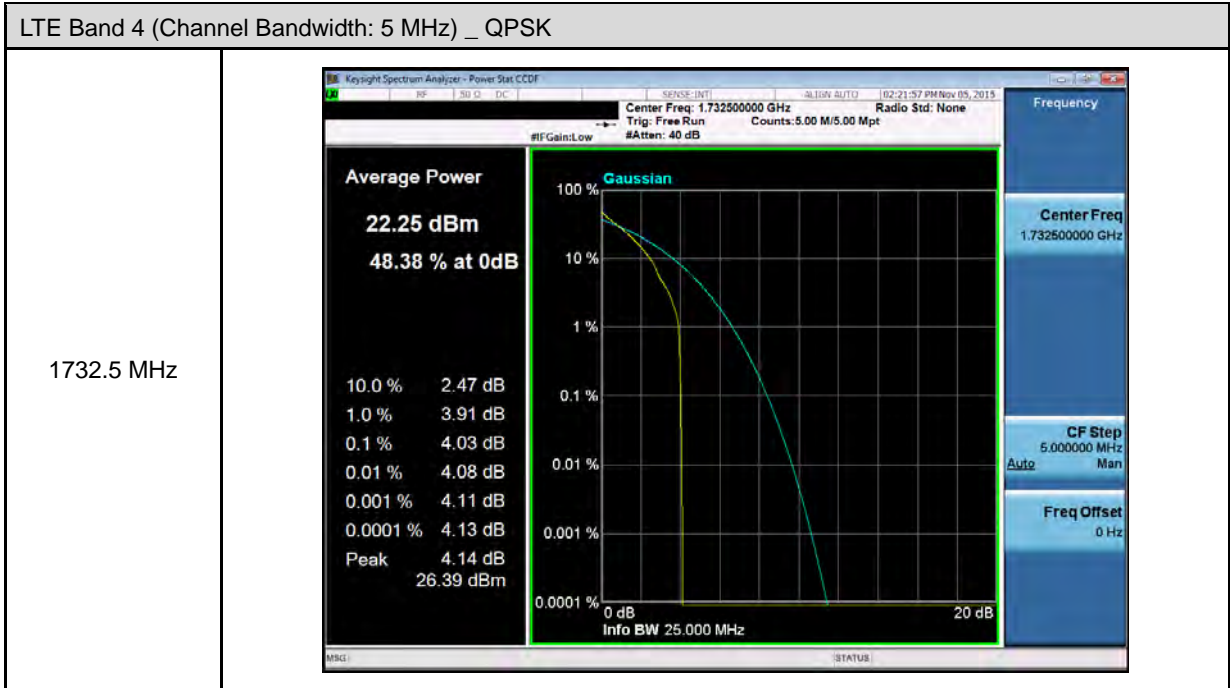 LTE Band 4 (Channel Bandwidth: 5 MHz) _ QPSK
1732.5 MHz
Keysight Spectrum Analyzer - Power Stat CCDF
RF 50 Ω DC SENSE:INT ALIGN AUTO 02:21:57 PM Nov 05, 2015
Center Freq: 1.732500000 GHz Radio Std: None
Trig: Free Run Counts:5.00 M/5.00 Mpt
#IFGain:Low #Atten: 40 dB
Average Power
22.25 dBm
48.38 % at 0dB
10.0 % 2.47 dB
1.0 % 3.91 dB
0.1 % 4.03 dB
0.01 % 4.08 dB
0.001 % 4.11 dB
0.0001 % 4.13 dB
Peak 4.14 dB
26.39 dBm
Gaussian
100 %
10 %
1 %
0.1 %
0.01 %
0.001 %
0.0001 %
0 dB 20 dB
Info BW 25.000 MHz
Frequency
Center Freq
1.732500000 GHz
CF Step
5.000000 MHz
Auto Man
Freq Offset
0 Hz
MSG STATUS